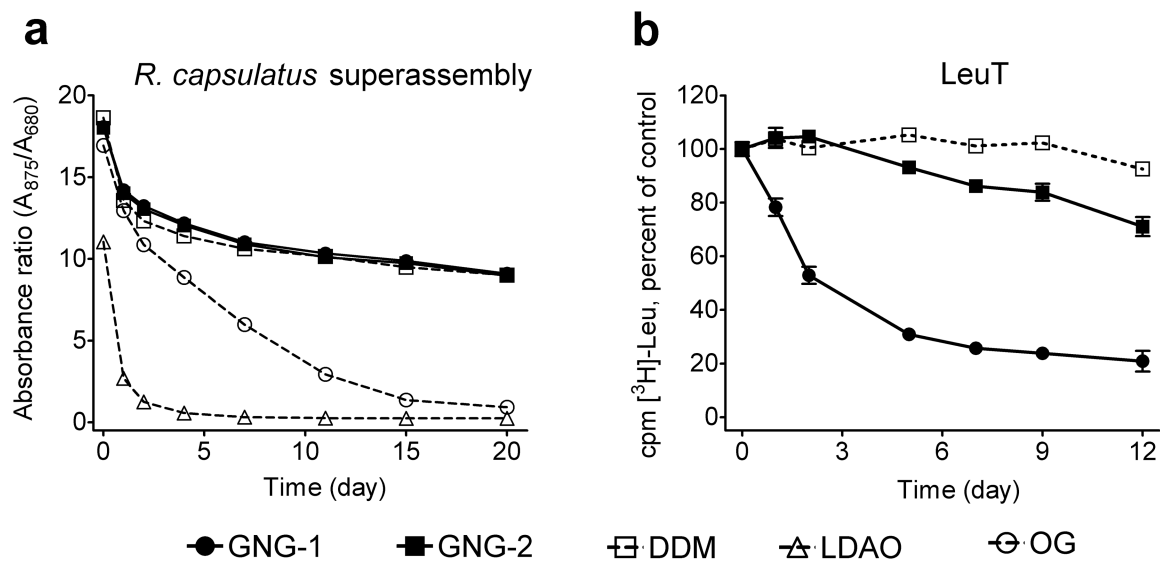 a
R. capsulatus superassembly
Absorbance ratio (A875/A680)
20
15
10
5
0
0 5 10 15 20
Time (day)
b
LeuT
cpm [3H]-Leu, percent of control
120
100
80
60
40
20
0
0 3 6 9 12
Time (day)
GNG-1 GNG-2 DDM LDAO OG